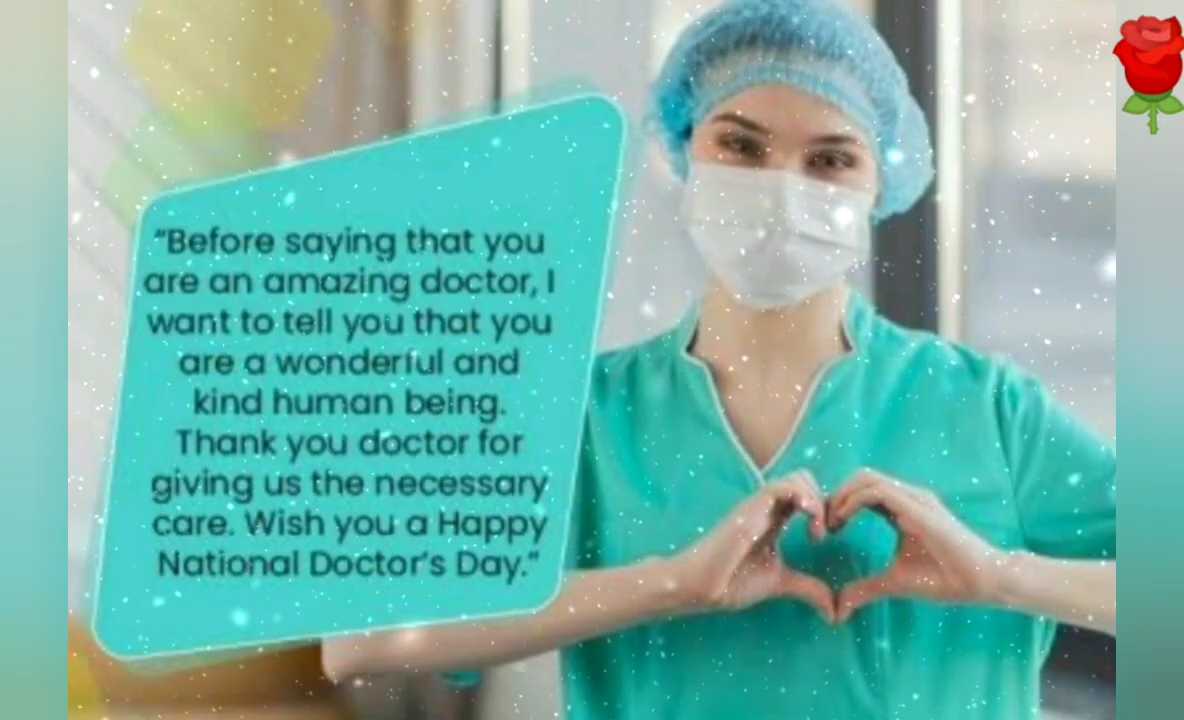 “Before saying that you
are an amazing doctor, I
want to tell you that you
are a wonderful and
kind human being.
Thank you doctor for
giving us the necessary
care. Wish you a Happy
National Doctor’s Day.”